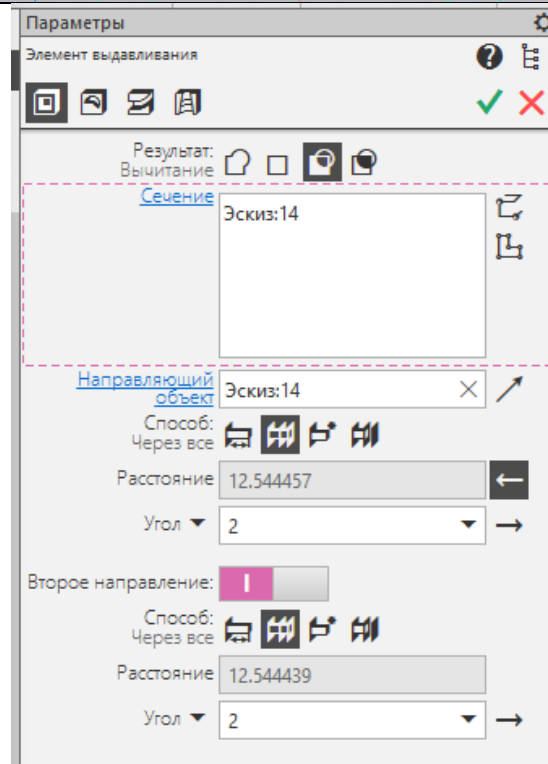 Параметры
Элемент выдавливания
Результат:
Вычитание
Сечение
Эскиз:14
Направляющий
объект
Эскиз:14
Способ:
Через все
Расстояние
12.544457
Угол
2
Второе направление:
Способ:
Через все
Расстояние
12.544439
Угол
2